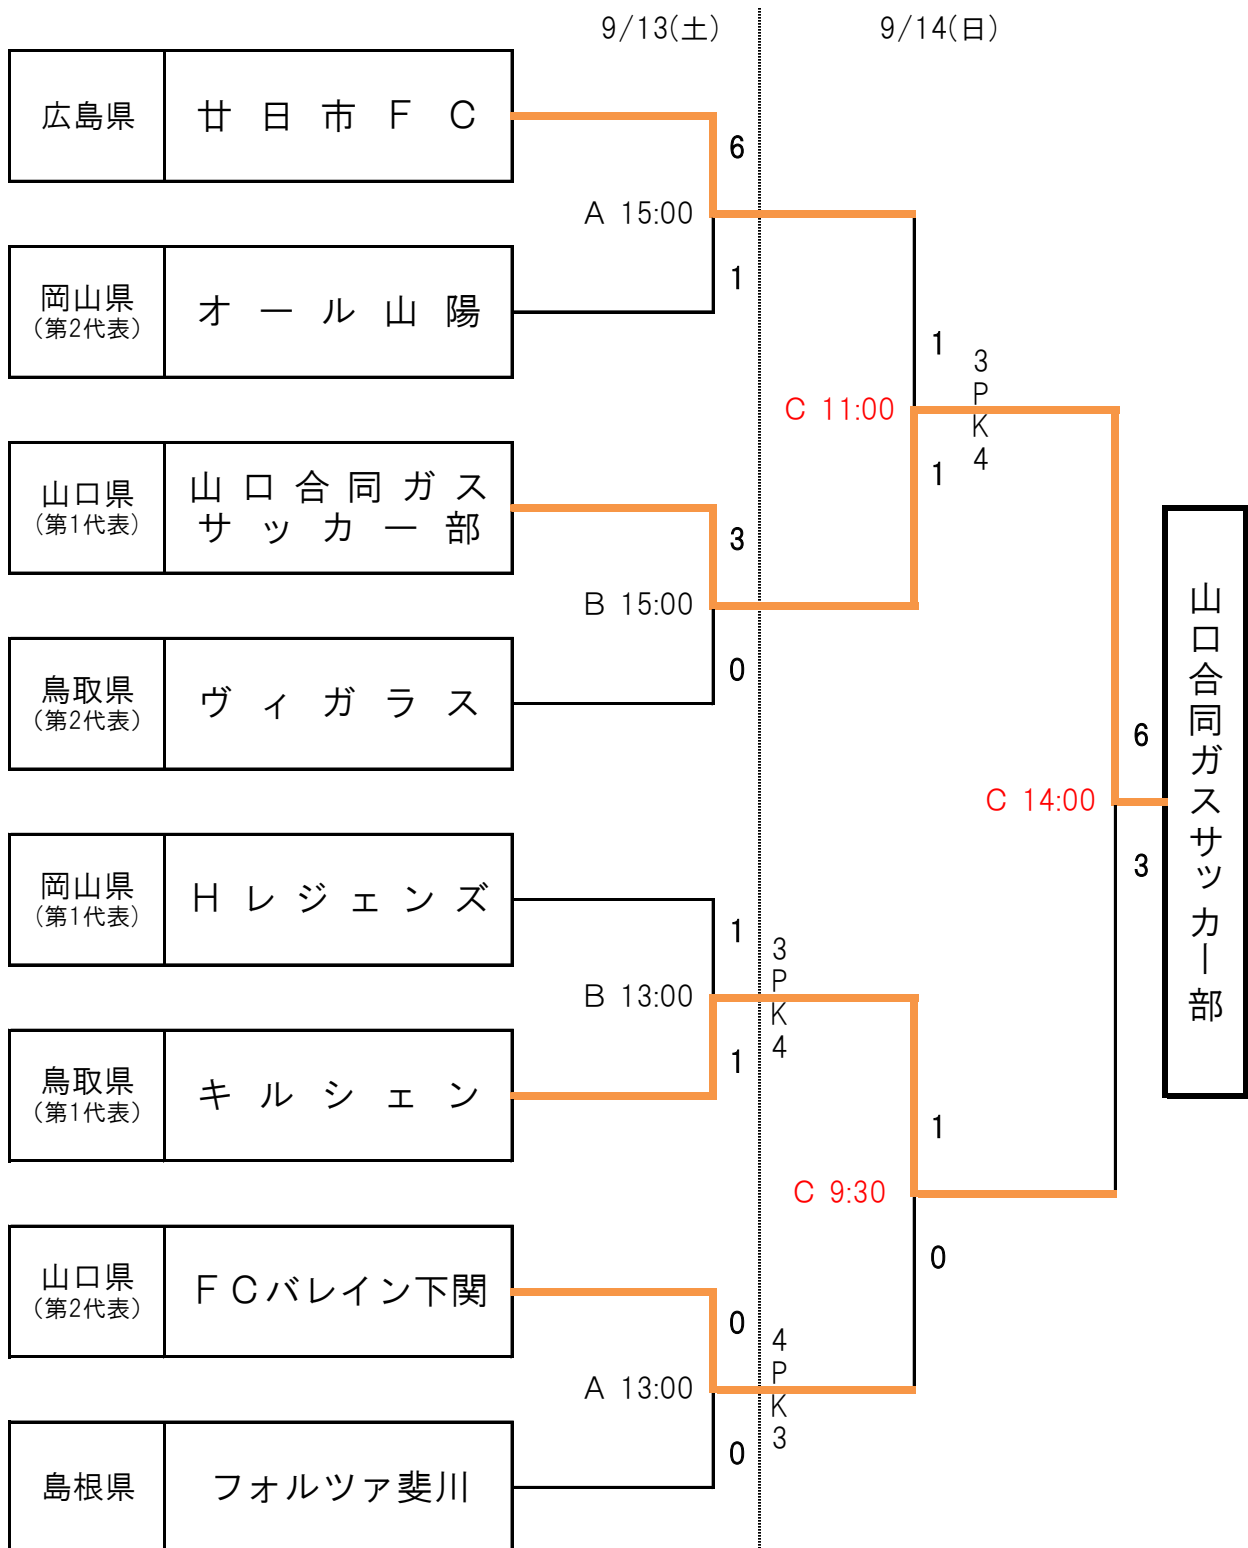 9/13(土)
9/14(日)
広島県
廿日市FC
6
A 15:00
1
岡山県
(第2代表)
オール山陽
1
3PK4
C 11:00
1
山口県
(第1代表)
山口合同ガス
サッカー部
3
B 15:00
0
鳥取県
(第2代表)
ヴィガラス
山口合同ガスサッカー部
6
C 14:00
3
岡山県
(第1代表)
Hレジェンズ
1
3PK4
B 13:00
1
鳥取県
(第1代表)
キルシェン
1
C 9:30
0
山口県
(第2代表)
FCバレイン下関
0
4PK3
A 13:00
0
島根県
フォルツァ斐川